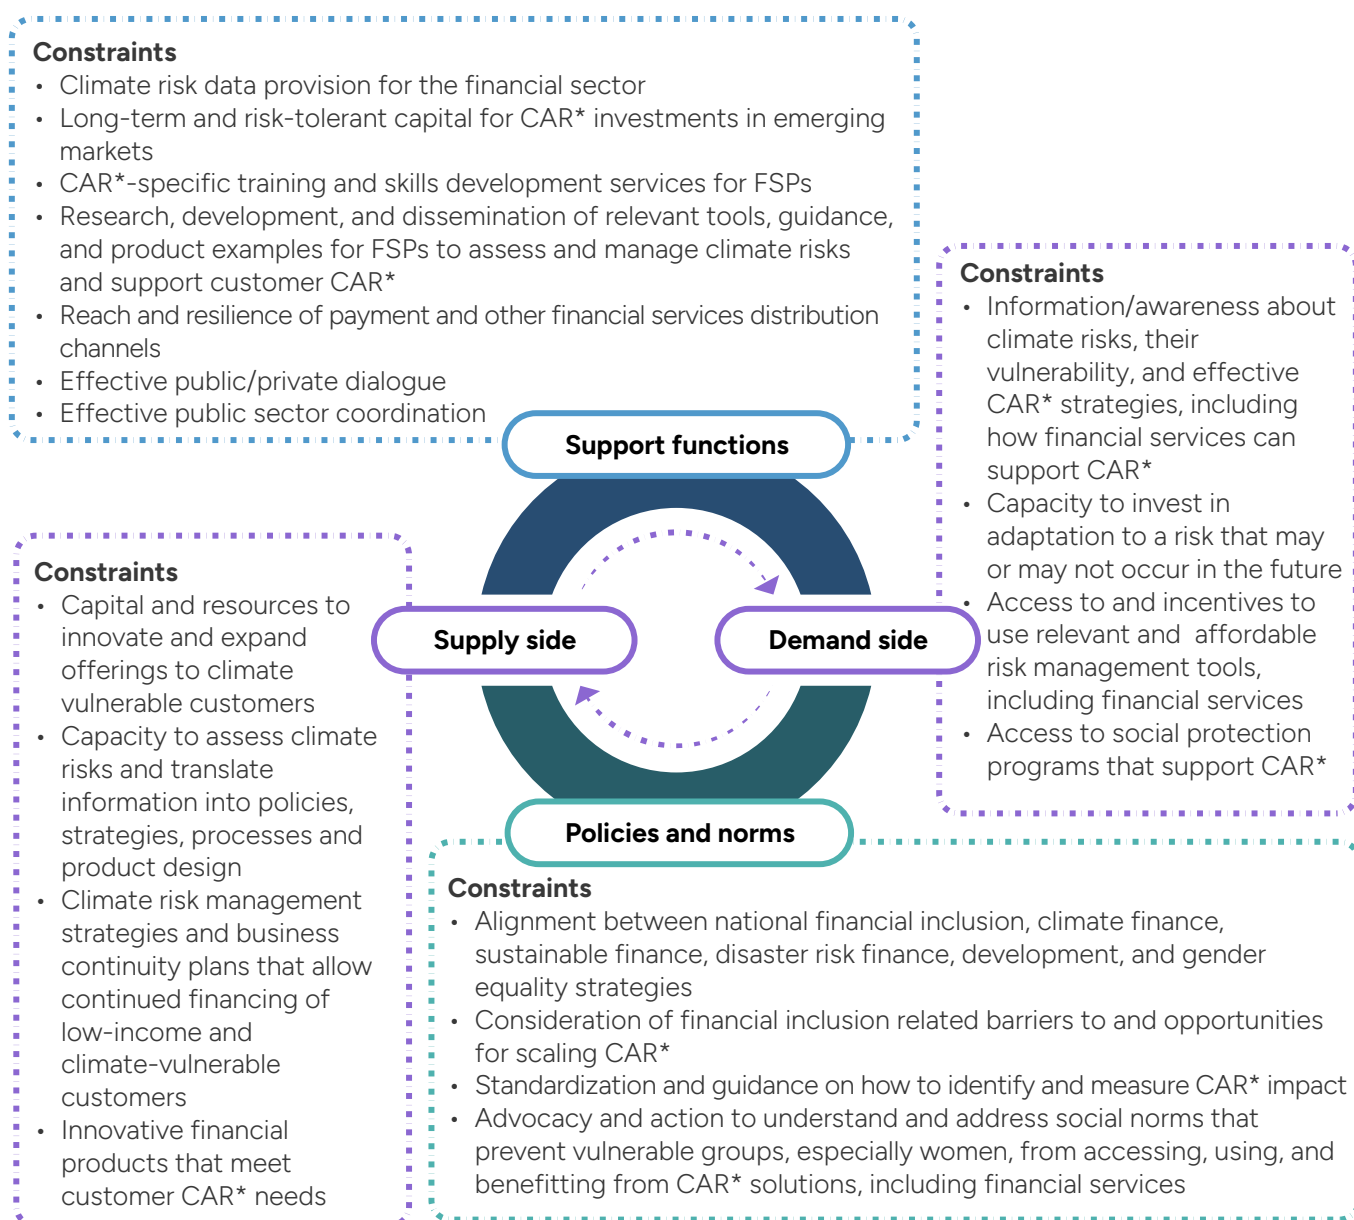 Constraints
• Climate risk data provision for the financial sector
• Long-term and risk-tolerant capital for CAR* investments in emerging
markets
• CAR*-specific training and skills development services for FSPs
• Research, development, and dissemination of relevant tools, guidance,
and product examples for FSPs to assess and manage climate risks
and support customer CAR*
• Reach and resilience of payment and other financial services distribution
channels
• Effective public/private dialogue
• Effective public sector coordination
Support functions
Constraints
• Information/awareness about
climate risks, their
vulnerability, and effective
CAR* strategies, including
how financial services can
support CAR*
• Capacity to invest in
adaptation to a risk that may
or may not occur in the future
• Access to and incentives to
use relevant and affordable
risk management tools,
including financial services
• Access to social protection
programs that support CAR*
Demand side
Supply side
Constraints
• Capital and resources to
innovate and expand
offerings to climate
vulnerable customers
• Capacity to assess climate
risks and translate
information into policies,
strategies, processes and
product design
• Climate risk management
strategies and business
continuity plans that allow
continued financing of
low-income and
climate-vulnerable
customers
• Innovative financial
products that meet
customer CAR* needs
Policies and norms
Constraints
• Alignment between national financial inclusion, climate finance,
sustainable finance, disaster risk finance, development, and gender
equality strategies
• Consideration of financial inclusion related barriers to and opportunities
for scaling CAR*
• Standardization and guidance on how to identify and measure CAR* impact
• Advocacy and action to understand and address social norms that
prevent vulnerable groups, especially women, from accessing, using, and
benefitting from CAR* solutions, including financial services